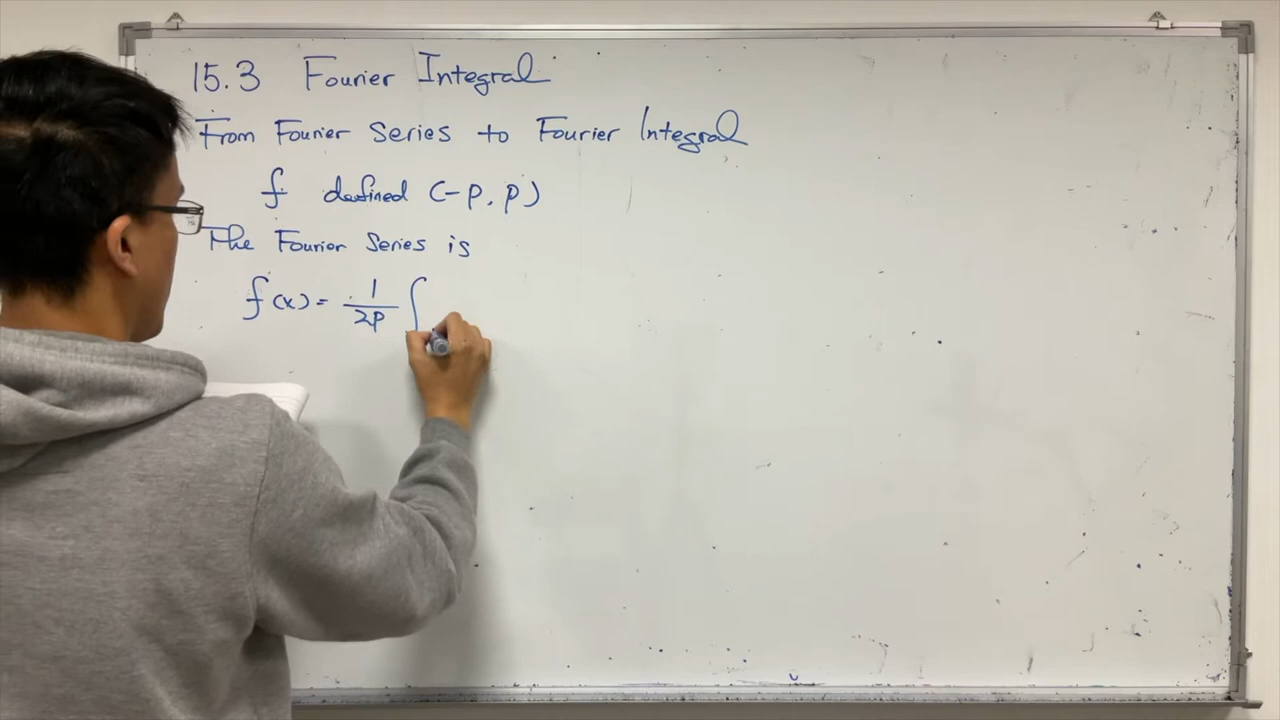 15.3 Fourier Integral
From Fourier Series to Fourier Integral
f defined (-p, p)
The Fourier Series is
f(x) = 1/2p ∫